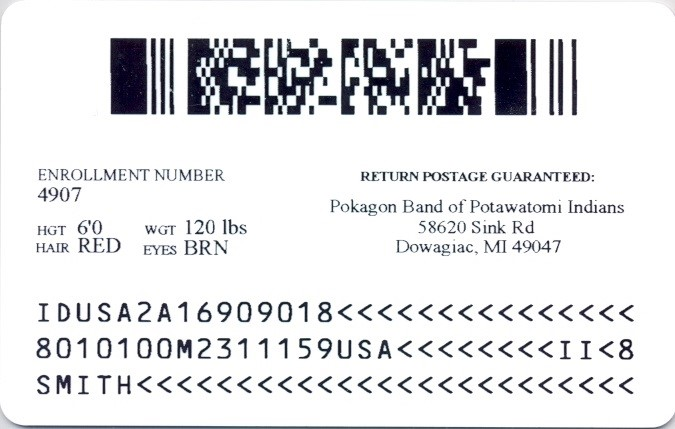 ENROLLMENT NUMBER
4907
HGT 6'0 WGT 120 lbs
HAIR RED EYES BRN
RETURN POSTAGE GUARANTEED:
Pokagon Band of Potawatomi Indians
58620 Sink Rd
Dowagiac, MI 49047
IDUSA2A16909018<<<<<<<<<<<<<<<
8010100M2311159USA<<<<<<<<II<8
SMITH<<<<<<<<<<<<<<<<<<<<<<<<<